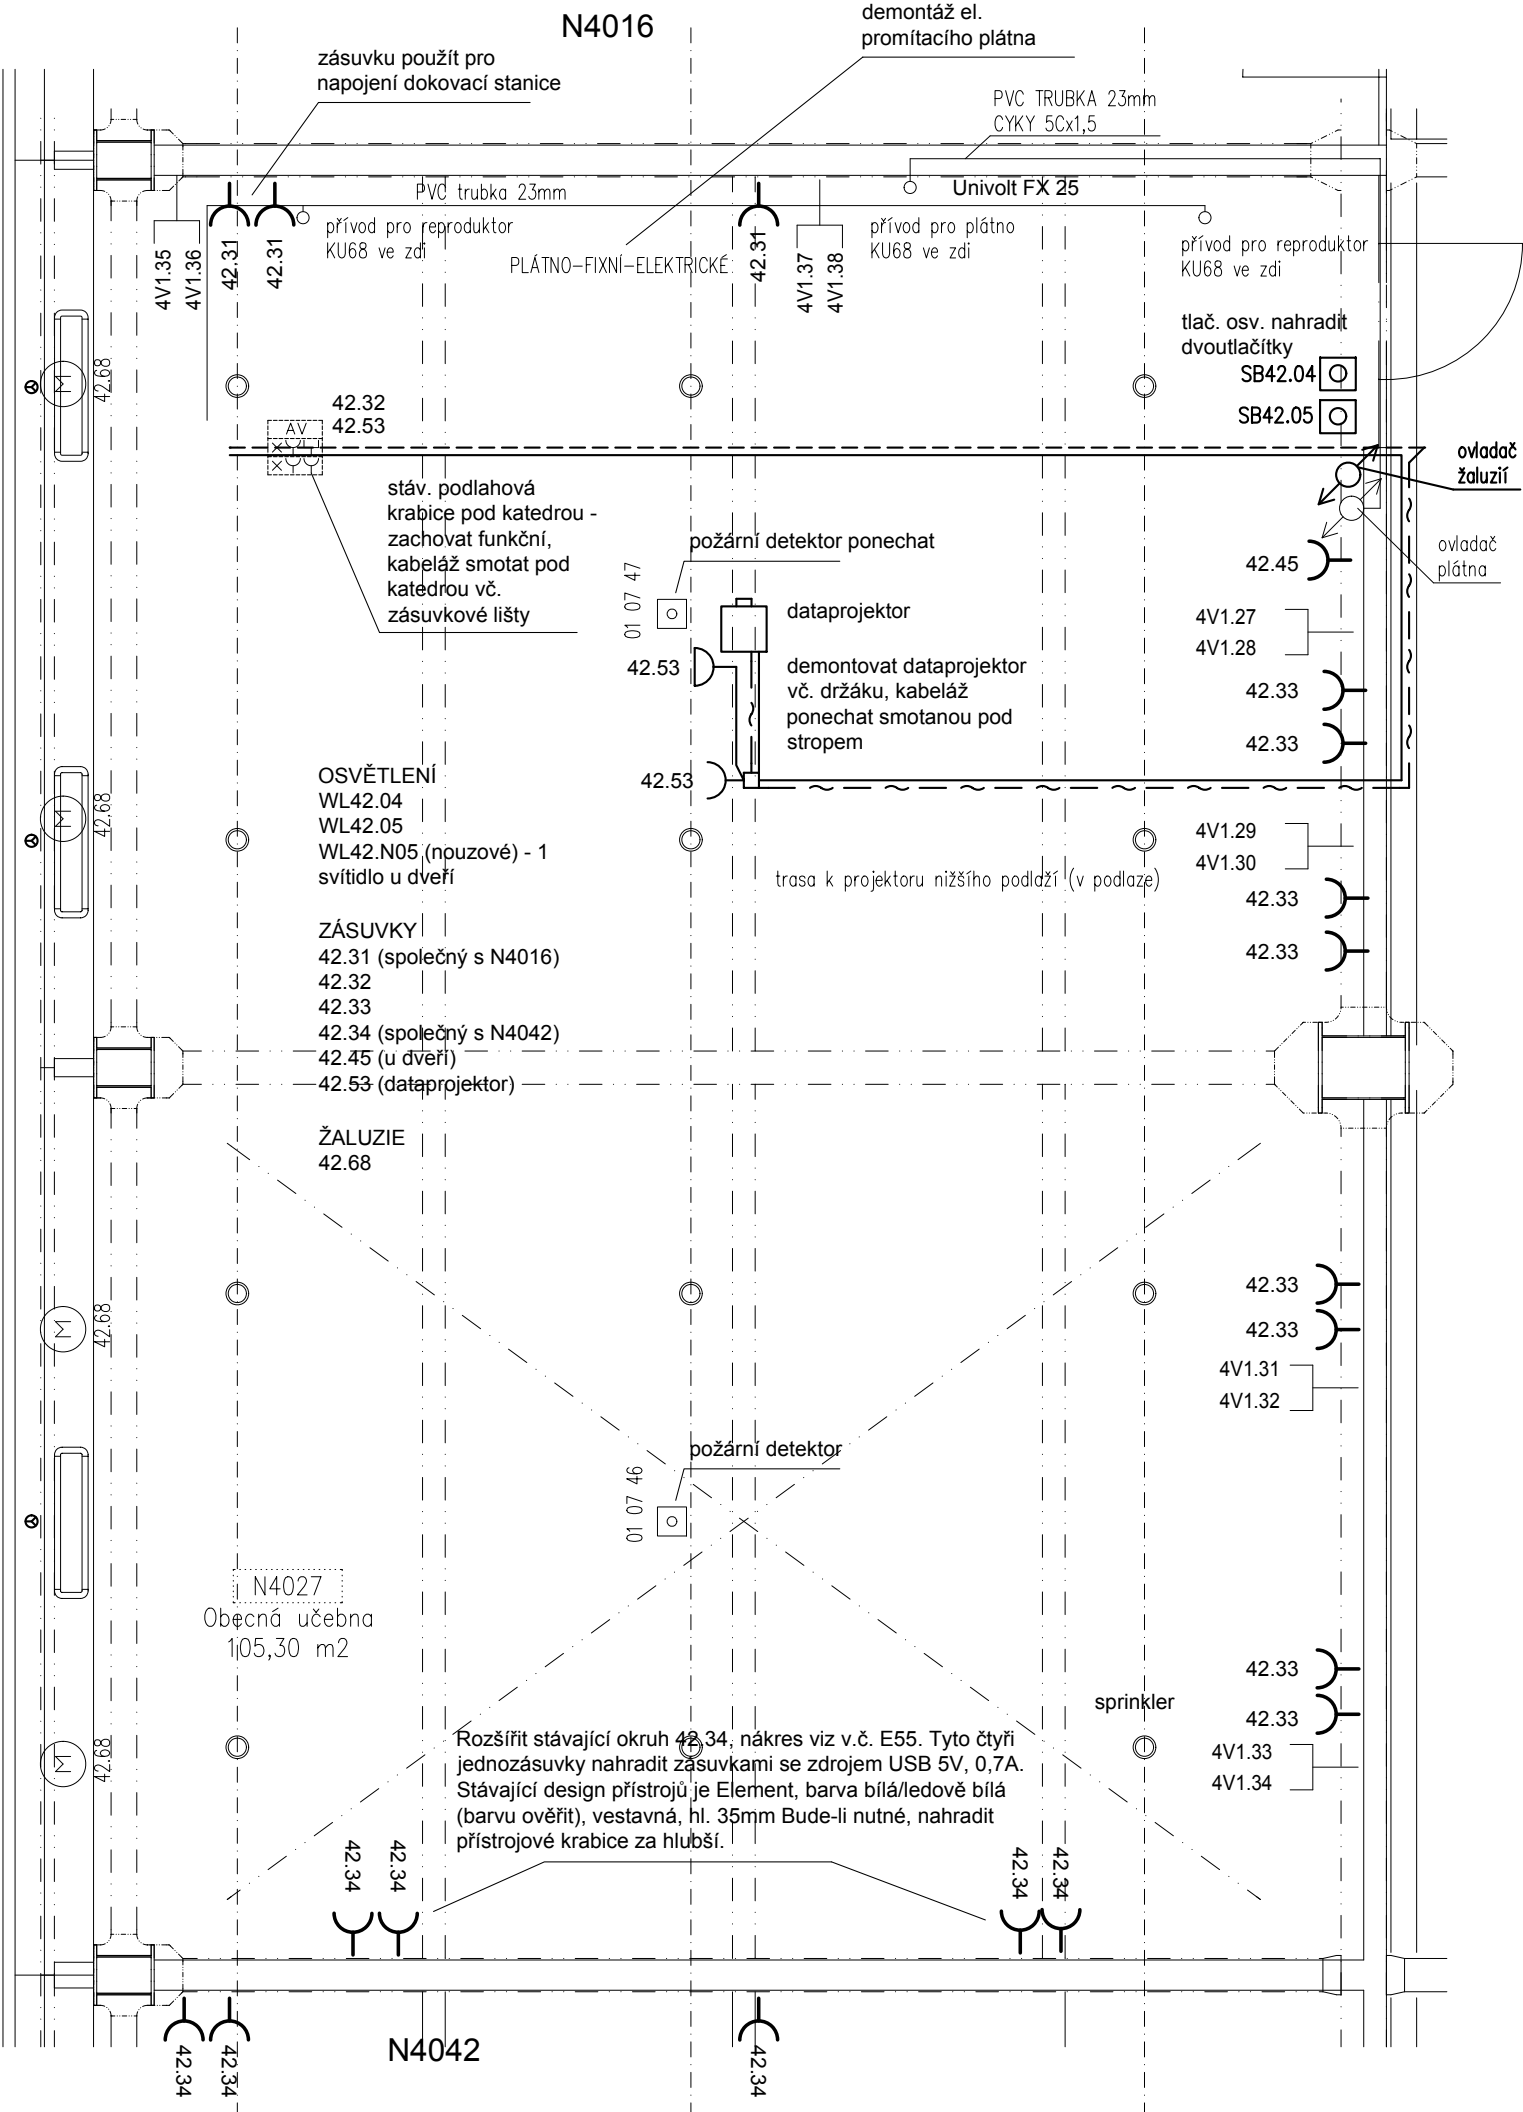 N4016
demontáž el.
promítacího plátna
zásuvku použít pro
napojení dokovací stanice
PVC TRUBKA 23mm
CYKY 5Cx1,5
PVC trubka 23mm
Univolt FX 25
přívod pro reproduktor
KU68 ve zdi
přívod pro plátno
KU68 ve zdi
přívod pro reproduktor
KU68 ve zdi
PLÁTNO-FIXNÍ-ELEKTRICKÉ
4V1.35
4V1.36
42.31
42.31
42.31
4V1.37
4V1.38
tlač. osv. nahradit
dvoutlačítky
SB42.04
SB42.05
M
42.68
42.32
42.53
AV
ovladač
žaluzií
stáv. podlahová
krabice pod katedrou -
zachovat funkční,
kabeláž smotat pod
katedrou vč.
zásuvkové lišty
požární detektor ponechat
01 07 47
ovladač
plátna
42.45
dataprojektor
4V1.27
4V1.28
42.53
demontovat dataprojektor
vč. držáku, kabeláž
ponechat smotanou pod
stropem
42.33
42.33
42.53
M
42.68
OSVĚTLENÍ
WL42.04
WL42.05
WL42.N05 (nouzové) - 1
svítidlo u dveří
4V1.29
4V1.30
trasa k projektoru nižšího podlaží (v podlaze)
42.33
42.33
ZÁSUVKY
42.31 (společný s N4016)
42.32
42.33
42.34 (společný s N4042)
42.45 (u dveří)
42.53 (dataprojektor)
ŽALUZIE
42.68
M
42.68
42.33
42.33
4V1.31
4V1.32
požární detektor
01 07 46
N4027
Obecná učebna
105,30 m2
42.33
42.33
sprinkler
M
42.68
4V1.33
4V1.34
Rozšířit stávající okruh 42.34, nákres viz v.č. E55. Tyto čtyři
jednozásuvky nahradit zásuvkami se zdrojem USB 5V, 0,7A.
Stávající design přístrojů je Element, barva bílá/ledově bílá
(barvu ověřit), vestavná, hl. 35mm Bude-li nutné, nahradit
přístrojové krabice za hlubší.
42.34
42.34
42.34
42.34
N4042
42.34
42.34
42.34